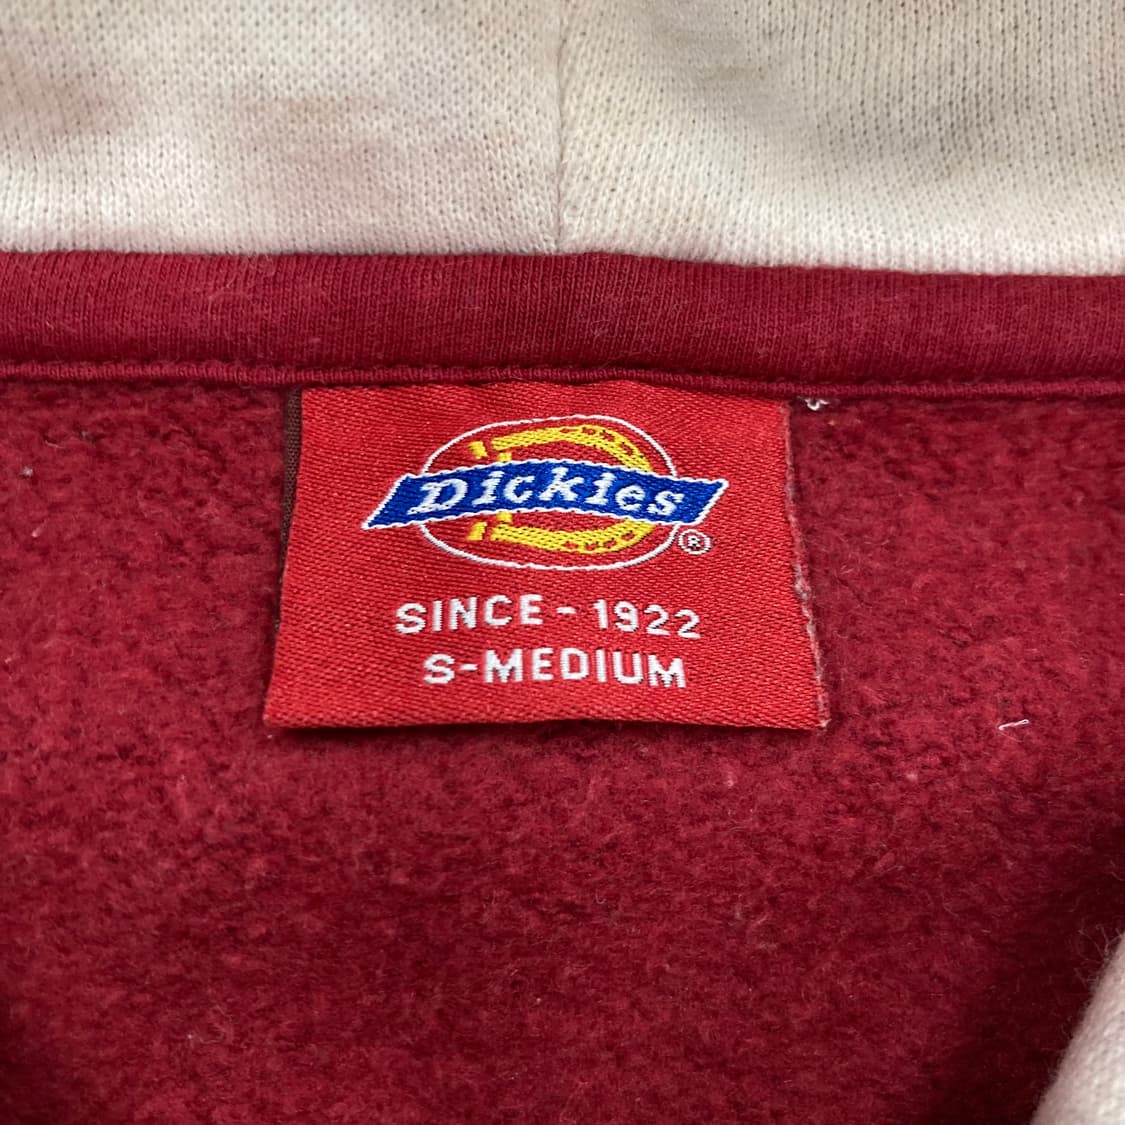 Dickies
®
SINCE - 1922
S-MEDIUM